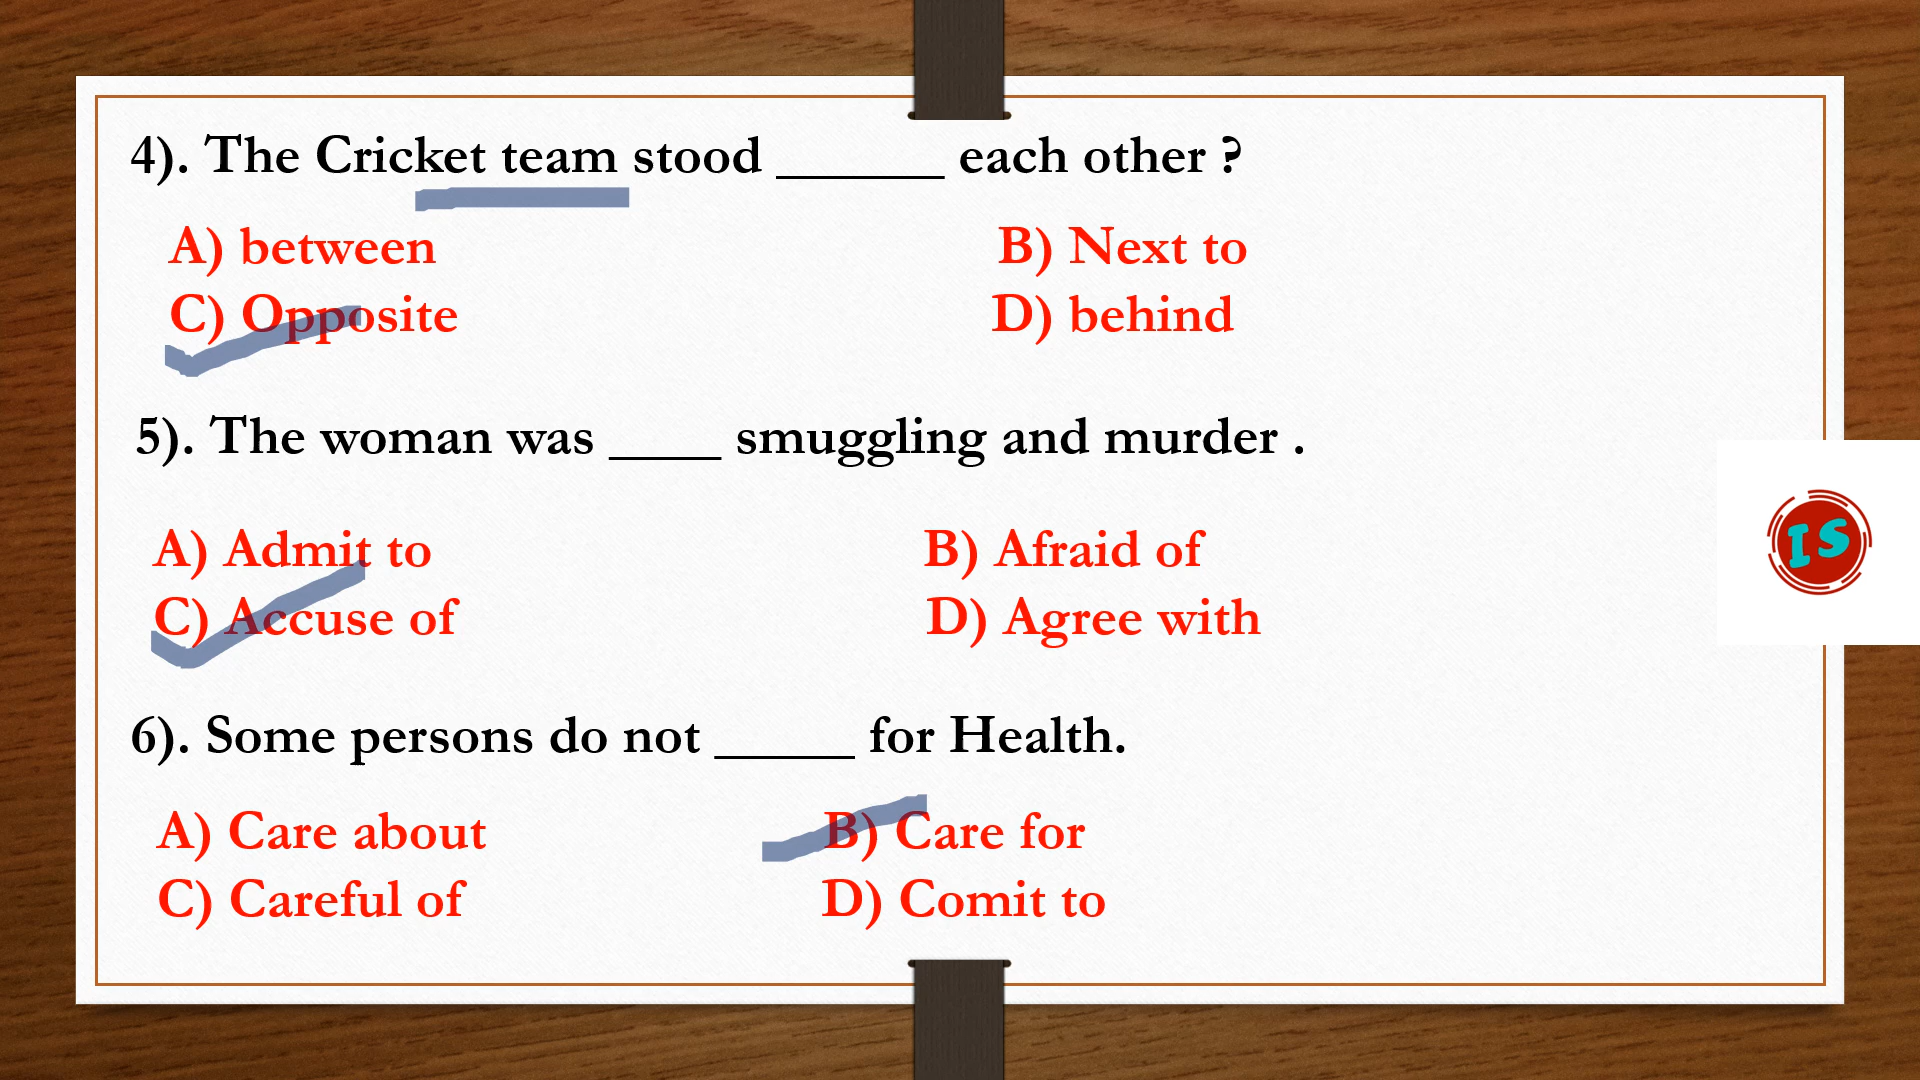 4). The Cricket team stood ______ each other ?
A) between B) Next to
C) Opposite D) behind
5). The woman was ____ smuggling and murder .
A) Admit to B) Afraid of
C) Accuse of D) Agree with
IS
6). Some persons do not _____ for Health.
A) Care about B) Care for
C) Careful of D) Comit to